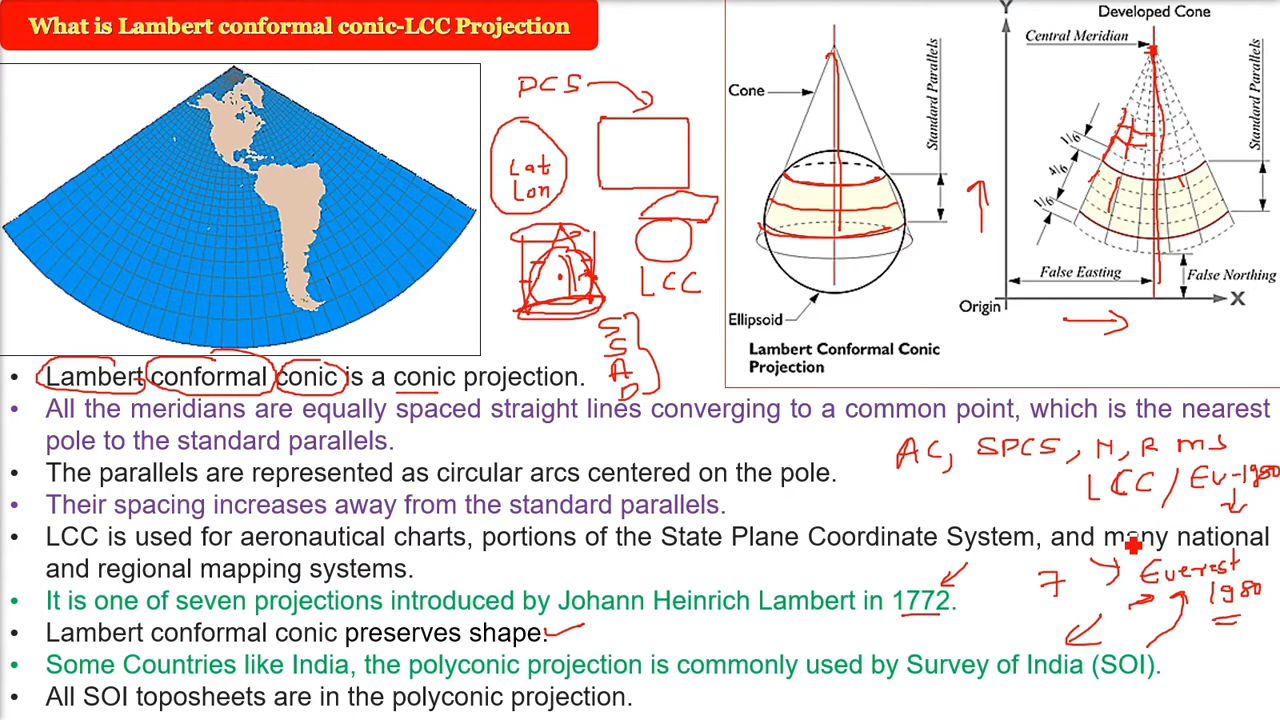 What is Lambert conformal conic-LCC Projection
PCS
Lat
Lon
LCC
S
S
A
D
Cone
Standard Parallels
Ellipsoid
Lambert Conformal Conic
Projection
Y
Developed Cone
Central Meridian
Standard Parallels
1/6
4/6
1/6
False Easting
False Northing
Origin
X
• Lambert conformal conic is a conic projection.
• All the meridians are equally spaced straight lines converging to a common point, which is the nearest
pole to the standard parallels.
AC, SPCS, N, R MS
• The parallels are represented as circular arcs centered on the pole.
LCC / Ev-1980
• Their spacing increases away from the standard parallels.
• LCC is used for aeronautical charts, portions of the State Plane Coordinate System, and many national
and regional mapping systems.
7
Everest
1980
• It is one of seven projections introduced by Johann Heinrich Lambert in 1772.
• Lambert conformal conic preserves shape.
• Some Countries like India, the polyconic projection is commonly used by Survey of India (SOI).
• All SOI toposheets are in the polyconic projection.